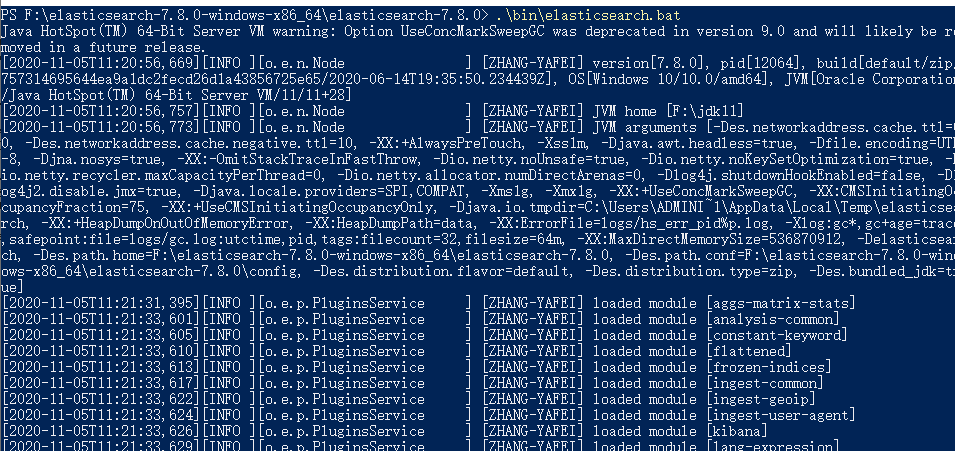 PS F:\elasticsearch-7.8.0-windows-x86_64\elasticsearch-7.8.0> .\bin\elasticsearch.bat
Java HotSpot(TM) 64-Bit Server VM warning: Option UseConcMarkSweepGC was deprecated in version 9.0 and will likely be re
moved in a future release.
[2020-11-05T11:20:56,669][INFO ][o.e.n.Node               ] [ZHANG-YAFEI] version[7.8.0], pid[12064], build[default/zip/
757314695644ea9a1dc2fecd26d1a43856725e65/2020-06-14T19:35:50.234439Z], OS[Windows 10/10.0/amd64], JVM[Oracle Corporation
/Java HotSpot(TM) 64-Bit Server VM/11/11+28]
[2020-11-05T11:20:56,757][INFO ][o.e.n.Node               ] [ZHANG-YAFEI] JVM home [F:\jdk11]
[2020-11-05T11:20:56,773][INFO ][o.e.n.Node               ] [ZHANG-YAFEI] JVM arguments [-Des.networkaddress.cache.ttl=6
0, -Des.networkaddress.cache.negative.ttl=10, -XX:+AlwaysPreTouch, -Xss1m, -Djava.awt.headless=true, -Dfile.encoding=UTF
-8, -Djna.nosys=true, -XX:-OmitStackTraceInFastThrow, -Dio.netty.noUnsafe=true, -Dio.netty.noKeySetOptimization=true, -D
io.netty.recycler.maxCapacityPerThread=0, -Dio.netty.allocator.numDirectArenas=0, -Dlog4j.shutdownHookEnabled=false, -Dl
og4j2.disable.jmx=true, -Djava.locale.providers=SPI,COMPAT, -Xms1g, -Xmx1g, -XX:+UseConcMarkSweepGC, -XX:CMSInitiatingOc
cupancyFraction=75, -XX:+UseCMSInitiatingOccupancyOnly, -Djava.io.tmpdir=C:\Users\ADMINI~1\AppData\Local\Temp\elasticsea
rch, -XX:+HeapDumpOnOutOfMemoryError, -XX:HeapDumpPath=data, -XX:ErrorFile=logs/hs_err_pid%p.log, -Xlog:gc*,gc+age=trace
,safepoint:file=logs/gc.log:utctime,pid,tags:filecount=32,filesize=64m, -XX:MaxDirectMemorySize=536870912, -Delasticsear
ch, -Des.path.home=F:\elasticsearch-7.8.0-windows-x86_64\elasticsearch-7.8.0, -Des.path.conf=F:\elasticsearch-7.8.0-wind
ows-x86_64\elasticsearch-7.8.0\config, -Des.distribution.flavor=default, -Des.distribution.type=zip, -Des.bundled_jdk=tr
ue]
[2020-11-05T11:21:31,395][INFO ][o.e.p.PluginsService     ] [ZHANG-YAFEI] loaded module [aggs-matrix-stats]
[2020-11-05T11:21:33,601][INFO ][o.e.p.PluginsService     ] [ZHANG-YAFEI] loaded module [analysis-common]
[2020-11-05T11:21:33,605][INFO ][o.e.p.PluginsService     ] [ZHANG-YAFEI] loaded module [constant-keyword]
[2020-11-05T11:21:33,610][INFO ][o.e.p.PluginsService     ] [ZHANG-YAFEI] loaded module [flattened]
[2020-11-05T11:21:33,613][INFO ][o.e.p.PluginsService     ] [ZHANG-YAFEI] loaded module [frozen-indices]
[2020-11-05T11:21:33,617][INFO ][o.e.p.PluginsService     ] [ZHANG-YAFEI] loaded module [ingest-common]
[2020-11-05T11:21:33,622][INFO ][o.e.p.PluginsService     ] [ZHANG-YAFEI] loaded module [ingest-geoip]
[2020-11-05T11:21:33,624][INFO ][o.e.p.PluginsService     ] [ZHANG-YAFEI] loaded module [ingest-user-agent]
[2020-11-05T11:21:33,626][INFO ][o.e.p.PluginsService     ] [ZHANG-YAFEI] loaded module [kibana]
[2020-11-05T11:21:33,629][INFO ][o.e.p.PluginsService     ] [ZHANG-YAFEI] loaded module [lang-expression]